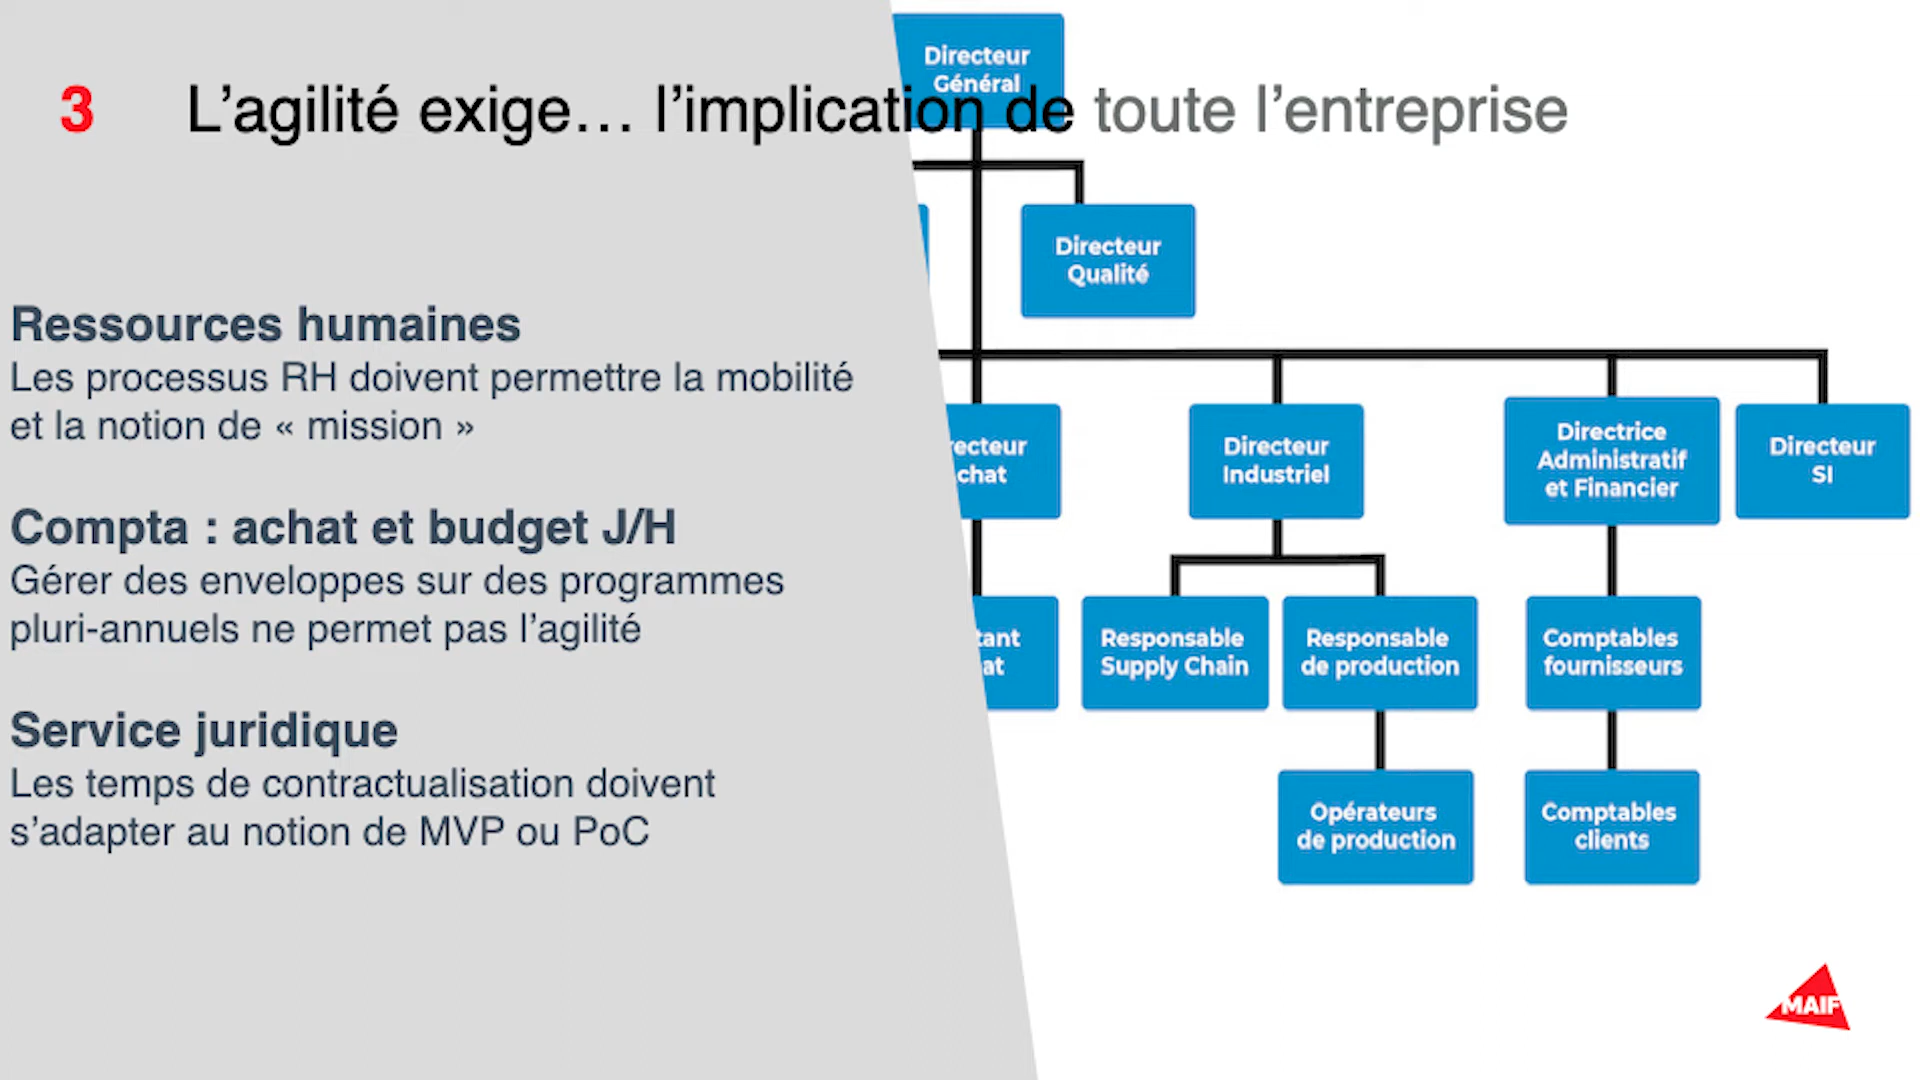 3 L’agilité exige… l’implication de toute l’entreprise
Ressources humaines
Les processus RH doivent permettre la mobilité
et la notion de « mission »
Compta : achat et budget J/H
Gérer des enveloppes sur des programmes
pluri-annuels ne permet pas l’agilité
Service juridique
Les temps de contractualisation doivent
s’adapter au notion de MVP ou PoC
Directeur
Général
Directeur
Qualité
recteur
chat
Directeur
Industriel
Directrice
Administratif
et Financier
Directeur
SI
tant
at
Responsable
Supply Chain
Responsable
de production
Comptables
fournisseurs
Opérateurs
de production
Comptables
clients
MAIF